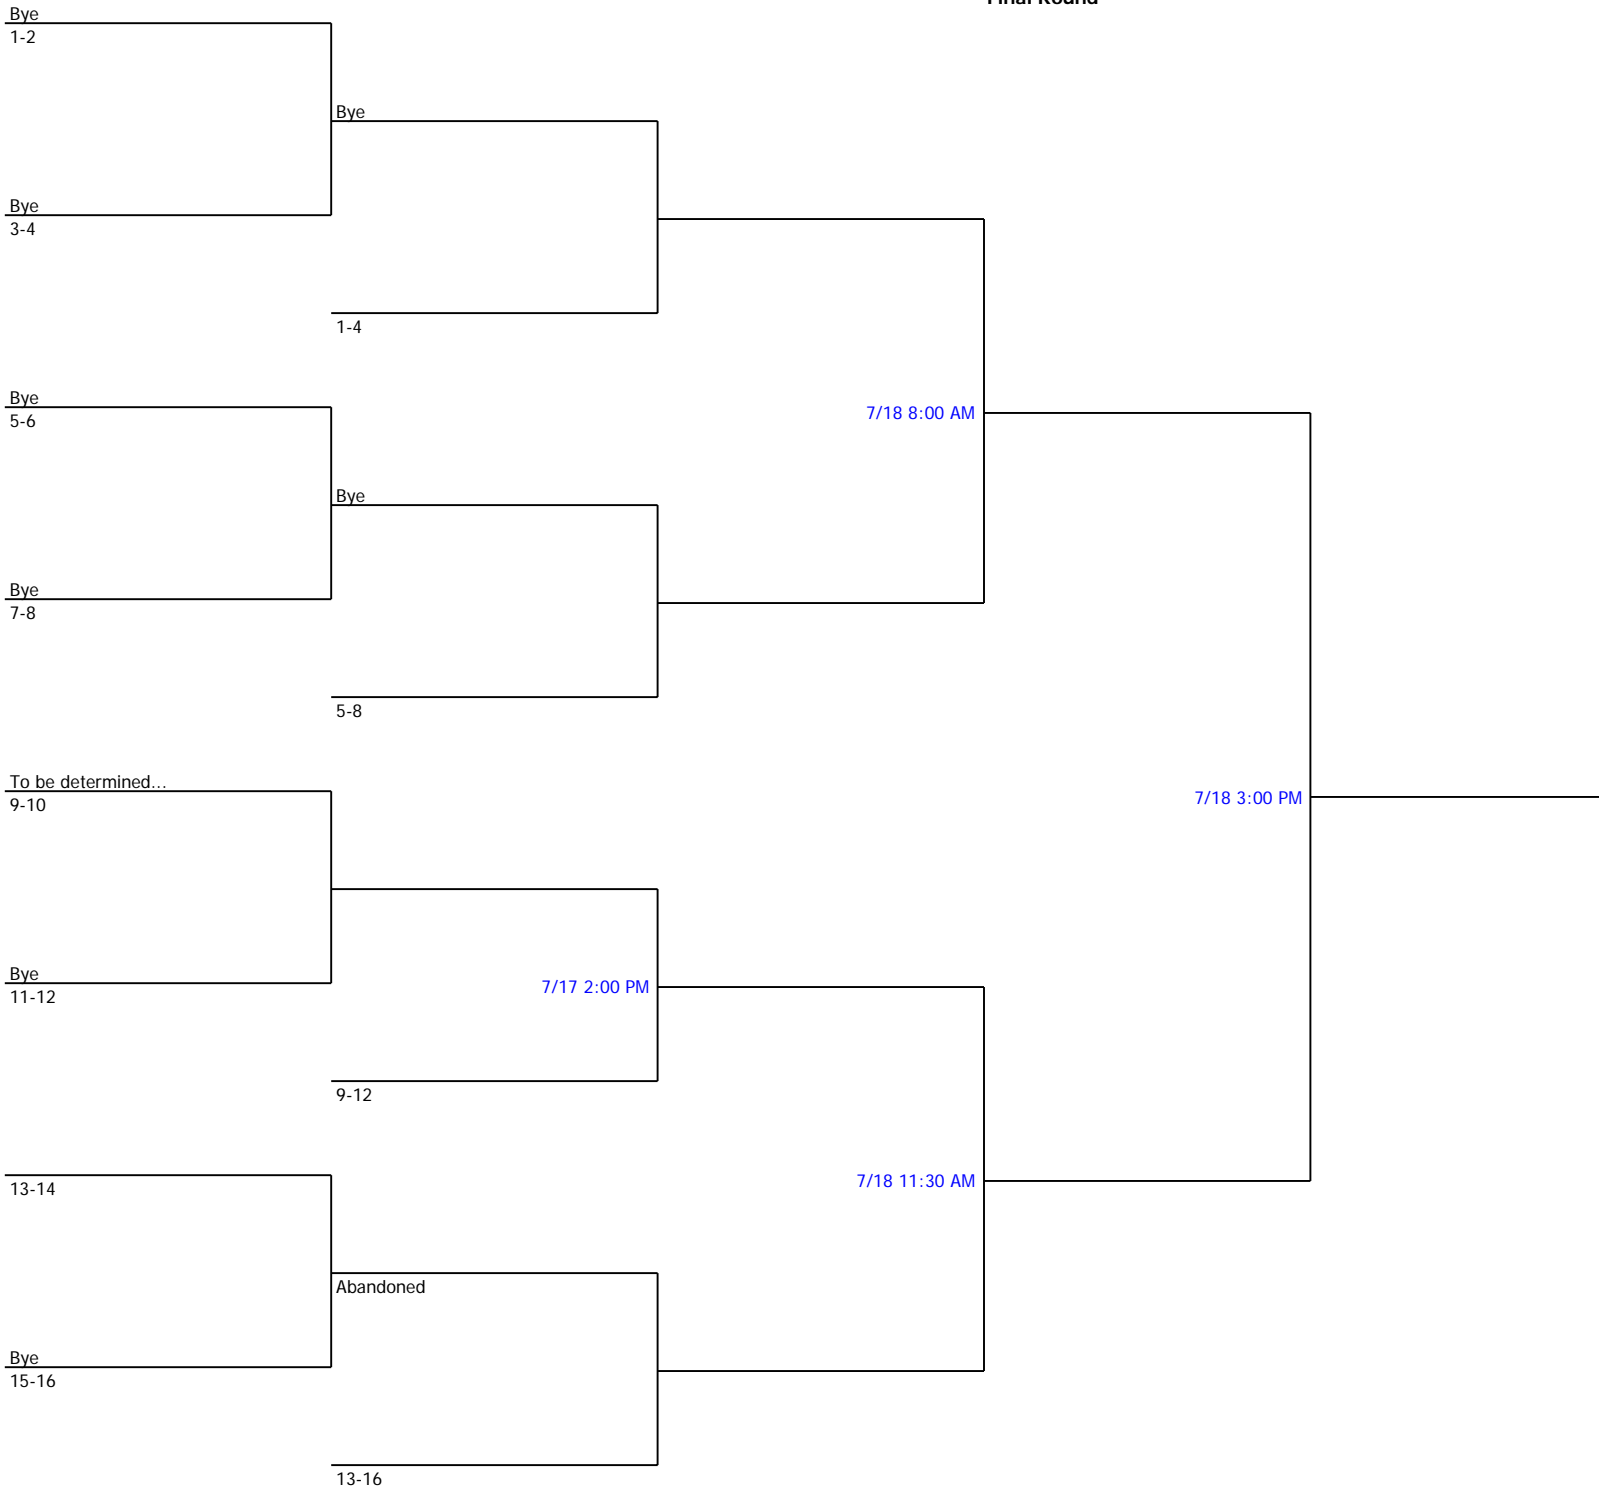 Final Round
Bye
1-2
Bye
Bye
3-4
1-4
Bye
5-6
7/18 8:00 AM
Bye
Bye
7-8
5-8
To be determined...
9-10
7/18 3:00 PM
Bye
11-12
7/17 2:00 PM
9-12
13-14
7/18 11:30 AM
Abandoned
Bye
15-16
13-16